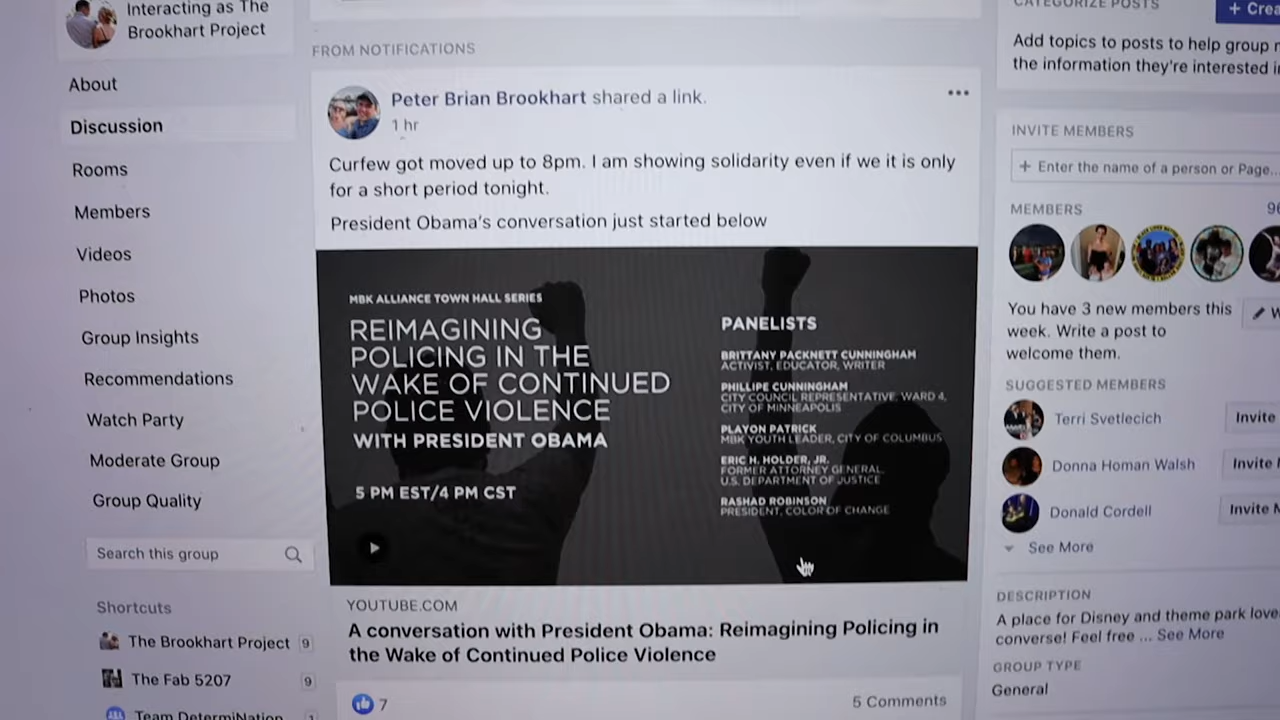 Interacting as The
Brookhart Project
About
Discussion
Rooms
Members
Videos
Photos
Group Insights
Recommendations
Watch Party
Moderate Group
Group Quality
Search this group
Shortcuts
The Brookhart Project 9
The Fab 5207 9
Team DetermiNation
FROM NOTIFICATIONS
Peter Brian Brookhart shared a link.
1 hr
Curfew got moved up to 8pm. I am showing solidarity even if we it is only
for a short period tonight.
President Obama's conversation just started below
MBK ALLIANCE TOWN HALL SERIES
REIMAGINING
POLICING IN THE
WAKE OF CONTINUED
POLICE VIOLENCE
WITH PRESIDENT OBAMA
5 PM EST/4 PM CST
PANELISTS
BRITTANY PACKNETT CUNNINGHAM
ACTIVIST, EDUCATOR, WRITER
PHILLIPE CUNNINGHAM
CITY COUNCIL REPRESENTATIVE, WARD 4,
CITY OF MINNEAPOLIS
PLAYON PATRICK
MBK YOUTH LEADER, CITY OF COLUMBUS
ERIC H. HOLDER, JR.
FORMER ATTORNEY GENERAL,
U.S. DEPARTMENT OF JUSTICE
RASHAD ROBINSON
PRESIDENT, COLOR OF CHANGE
YOUTUBE.COM
A conversation with President Obama: Reimagining Policing in
the Wake of Continued Police Violence
7
5 Comments
CATEGORIZE POSTS
+ Crea
Add topics to posts to help group
the information they're interested
INVITE MEMBERS
+ Enter the name of a person or Page...
MEMBERS
You have 3 new members this
week. Write a post to
welcome them.
SUGGESTED MEMBERS
Terri Svetlecich
Invite
Donna Homan Walsh
Invite
Donald Cordell
Invite
See More
DESCRIPTION
A place for Disney and theme park love
converse! Feel free ... See More
GROUP TYPE
General